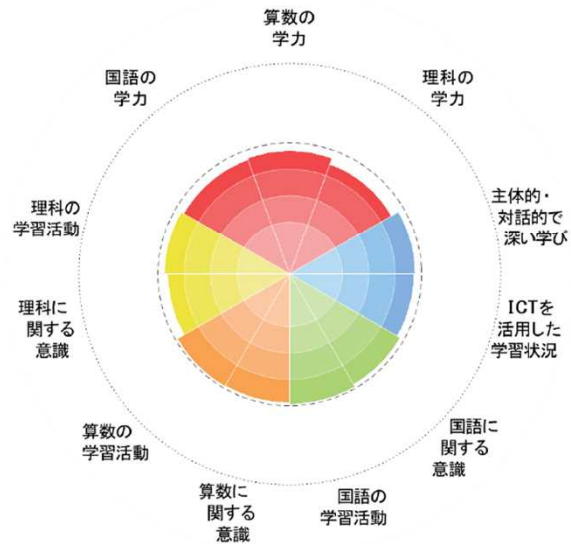 算数の
学力
国語の
学力
理科の
学力
理科の
学習活動
主体的・
対話的で
深い学び
理科に
関する
意識
ICTを
活用した
学習状況
算数の
学習活動
国語に
関する
意識
算数に
関する
意識
国語の
学習活動